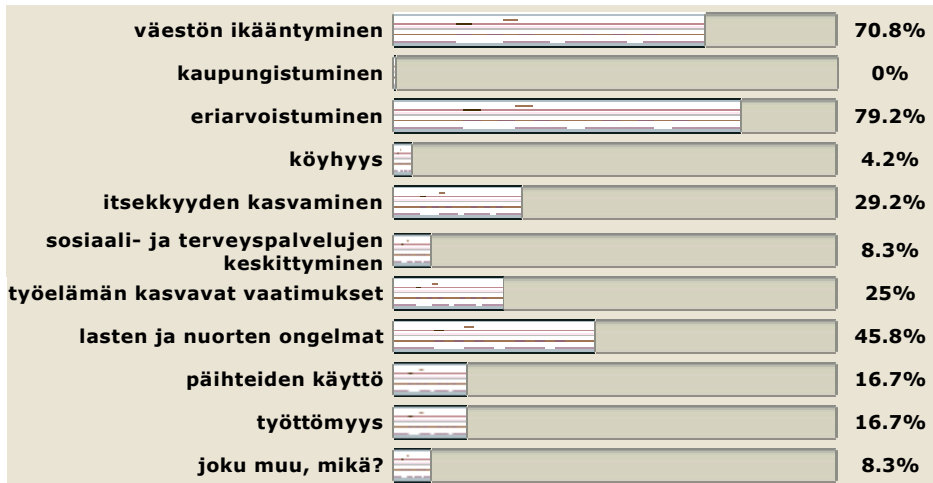 väestön ikääntyminen 70.8%
kaupungistuminen 0%
eriarvoistuminen 79.2%
köyhyys 4.2%
itsekkyyden kasvaminen 29.2%
sosiaali- ja terveyspalvelujen
keskittyminen 8.3%
työelämän kasvavat vaatimukset 25%
lasten ja nuorten ongelmat 45.8%
päihteiden käyttö 16.7%
työttömyys 16.7%
joku muu, mikä? 8.3%